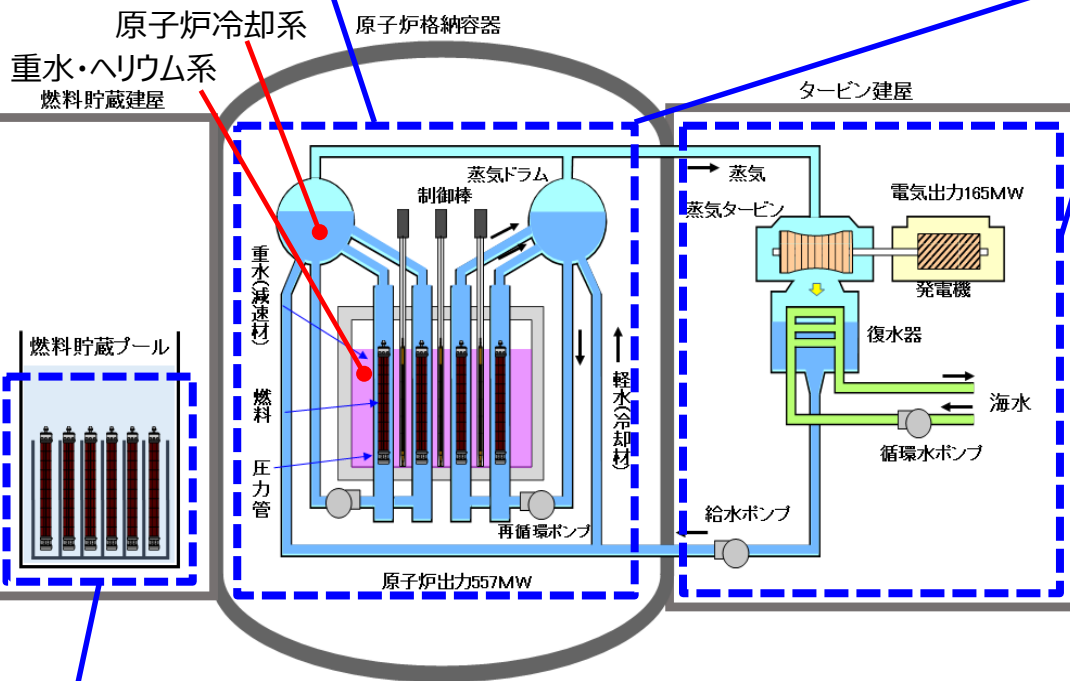 原子炉冷却系
原子炉格納容器
重水・ヘリウム系
燃料貯蔵建屋
タービン建屋
蒸気ドラム
蒸気
制御棒
電気出力165MW
蒸気タービン
重水(減速材)
発電機
燃料貯蔵プール
復水器
燃料
軽水(冷却材)
海水
循環水ポンプ
圧力管
給水ポンプ
再循環ポンプ
原子炉出力557MW